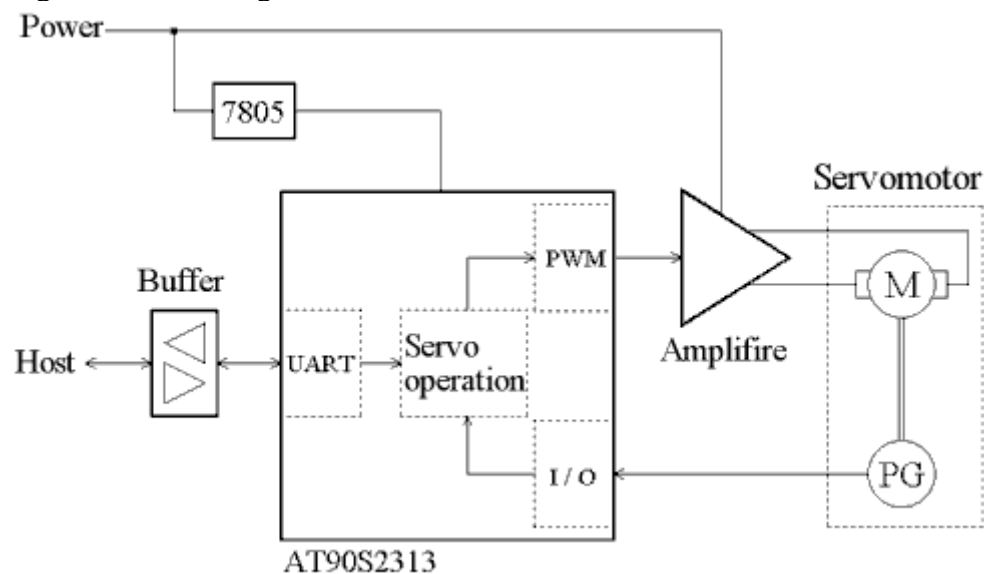 Power
7805
Servomotor
PWM
M
Buffer
Host
UART
Servo
operation
Amplifire
I / O
PG
AT90S2313